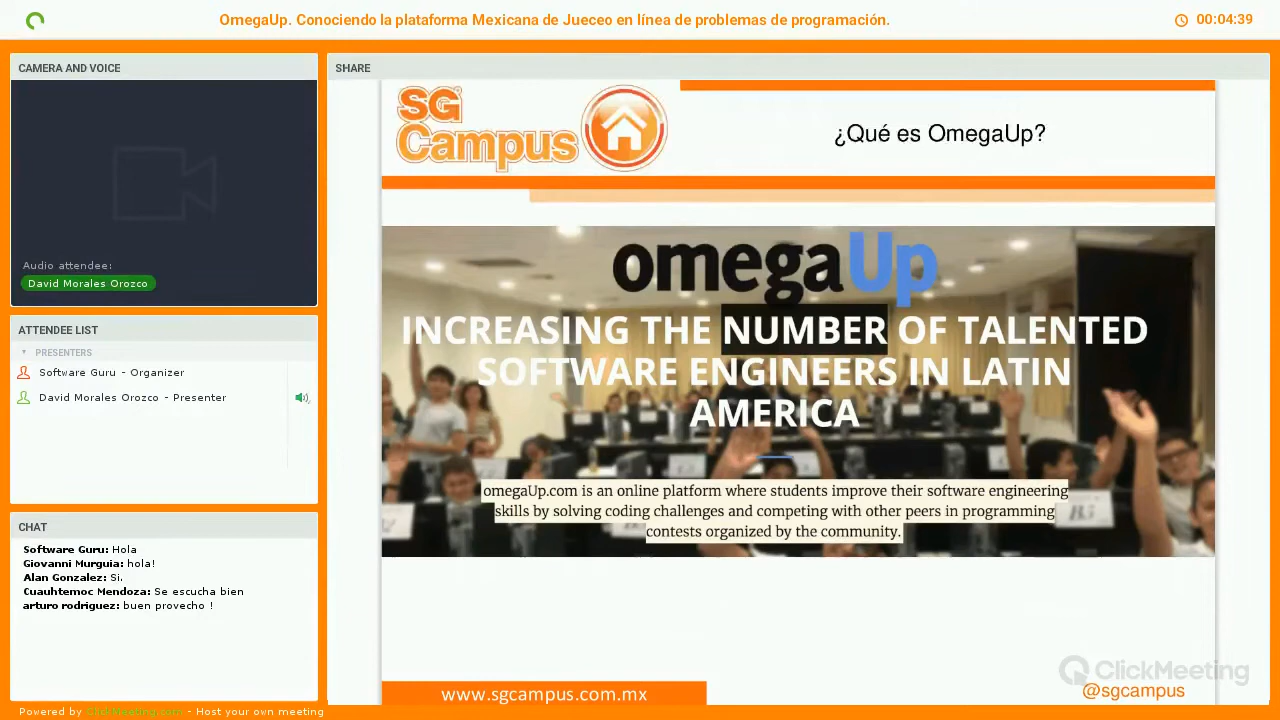 OmegaUp. Conociendo la plataforma Mexicana de Jueceo en línea de problemas de programación.
00:04:39
CAMERA AND VOICE
Audio attendee:
David Morales Orozco
ATTENDEE LIST
PRESENTERS
Software Guru - Organizer
David Morales Orozco - Presenter
CHAT
Software Guru: Hola
Giovanni Murguia: hola!
Alan Gonzalez: Si.
Cuauhtemoc Mendoza: Se escucha bien
arturo rodriguez: buen provecho !
SHARE
SG
Campus
¿Qué es OmegaUp?
omegaUp
INCREASING THE NUMBER OF TALENTED
SOFTWARE ENGINEERS IN LATIN
AMERICA
omegaUp.com is an online platform where students improve their software engineering
skills by solving coding challenges and competing with other peers in programming
contests organized by the community.
www.sgcampus.com.mx
ClickMeeting
@sgcampus
Powered by ClickMeeting.com - Host your own meeting